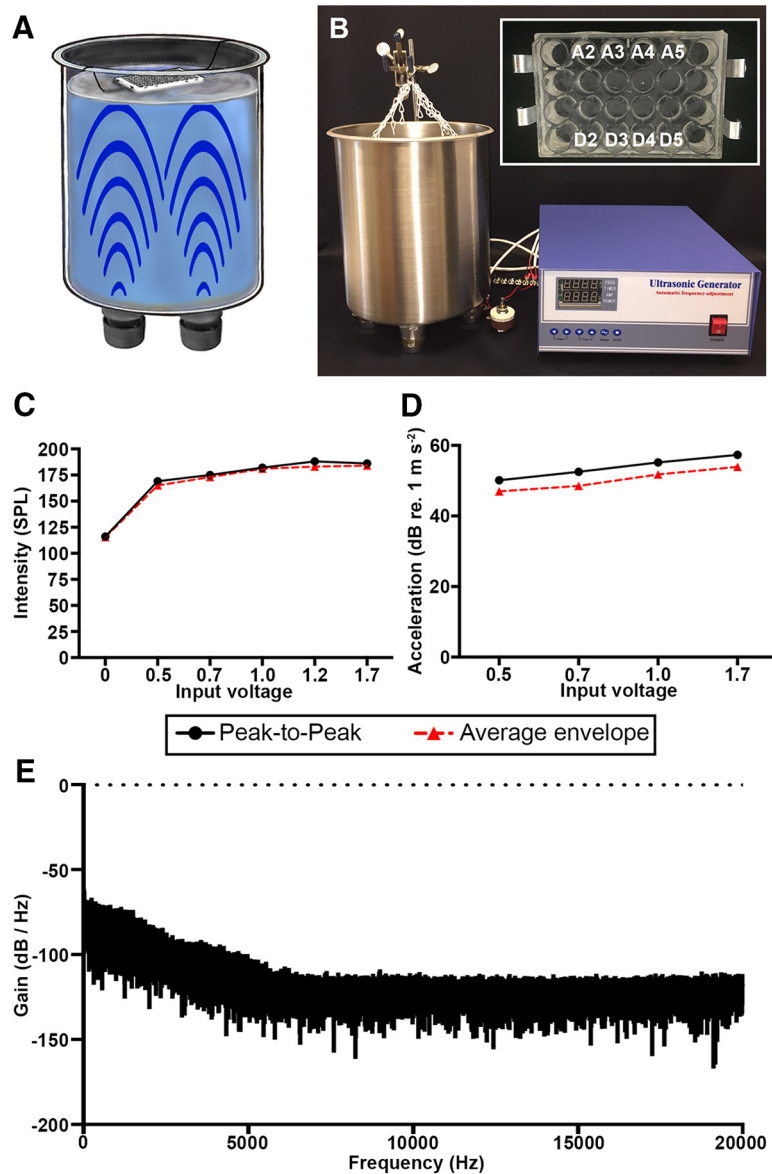 A
B
A2 A3 A4 A5
D2 D3 D4 D5
Ultrasonic Generator
Automatic frequency adjustment
POWER
C
Intensity (SPL)
200
175
150
125
100
75
50
25
0
0 0.5 0.7 1.0 1.2 1.7
Input voltage
D
Acceleration (dB re. 1 m s⁻²)
60
40
20
0
0.5 0.7 1.0 1.7
Input voltage
Peak-to-Peak Average envelope
E
Gain (dB / Hz)
0
-50
-100
-150
-200
0 5000 10000 15000 20000
Frequency (Hz)